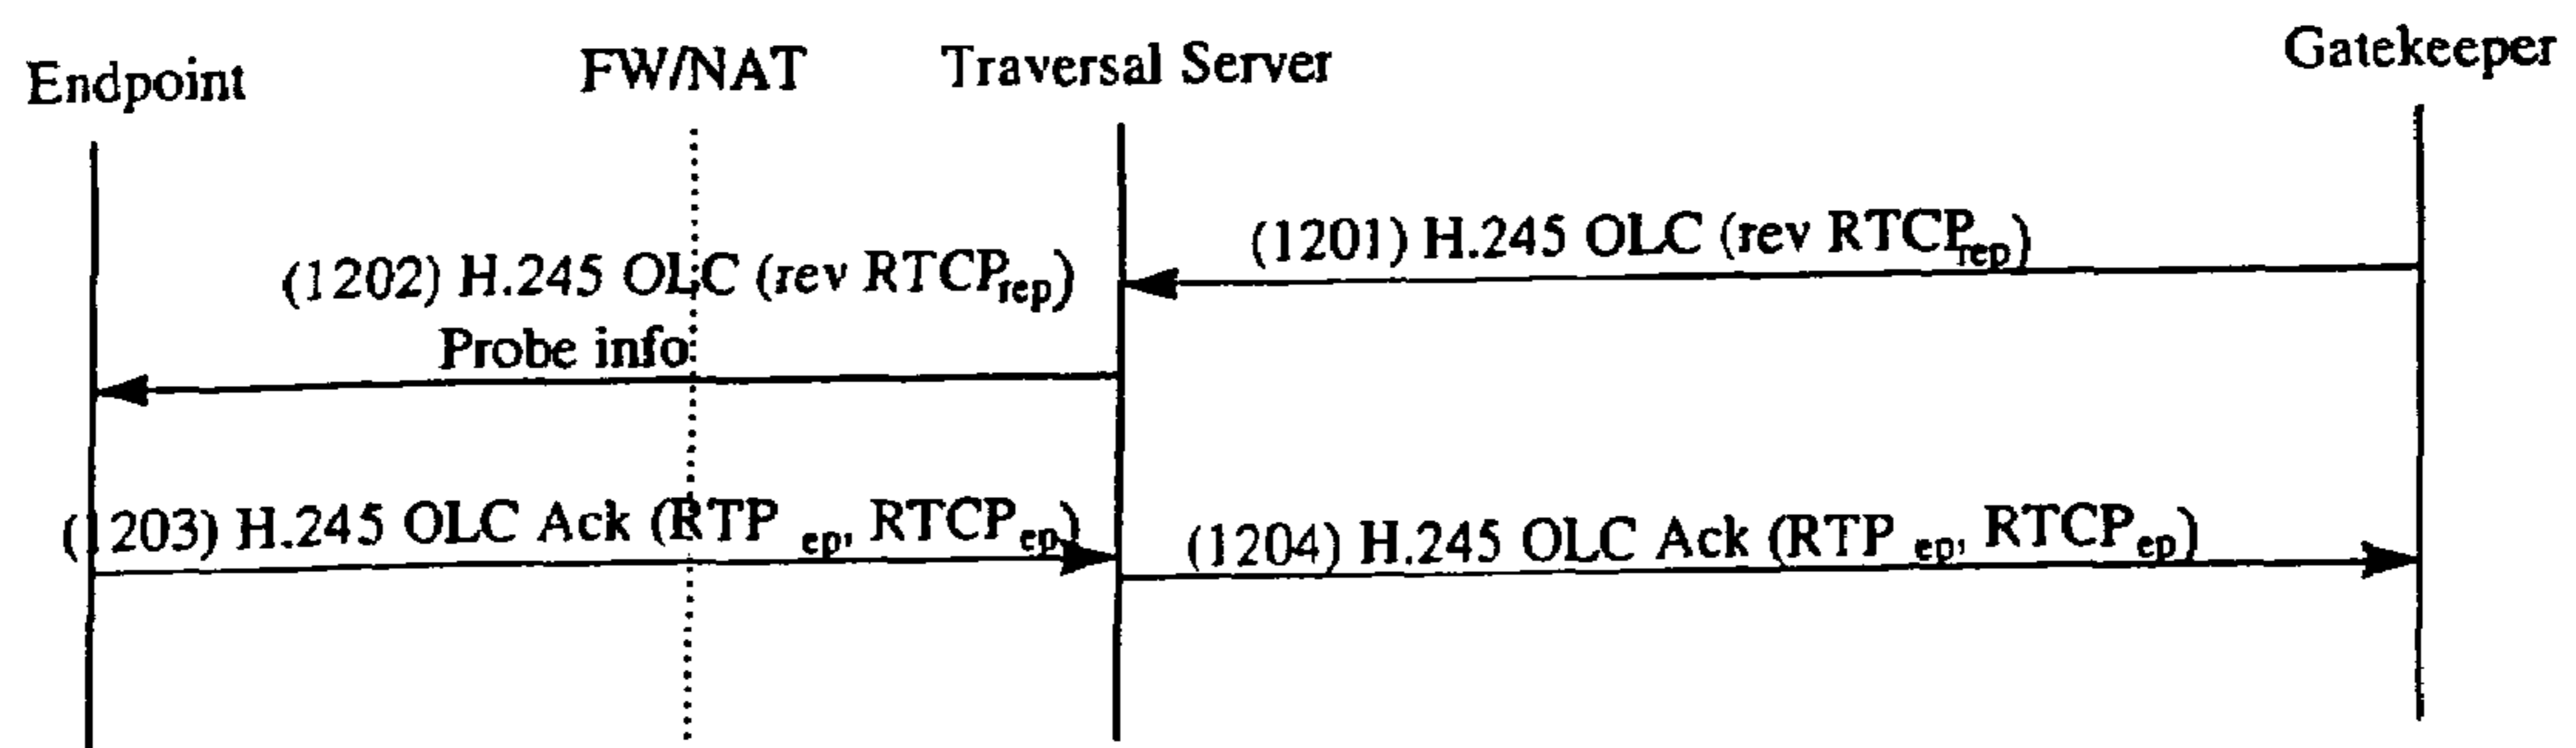 Endpoint
FW/NAT
Traversal Server
Gatekeeper
(1201) H.245 OLC (rev RTCPrep)
(1202) H.245 OLC (rev RTCPrep)
Probe info
(1203) H.245 OLC Ack (RTP ep, RTCPep)
(1204) H.245 OLC Ack (RTP ep, RTCPep)